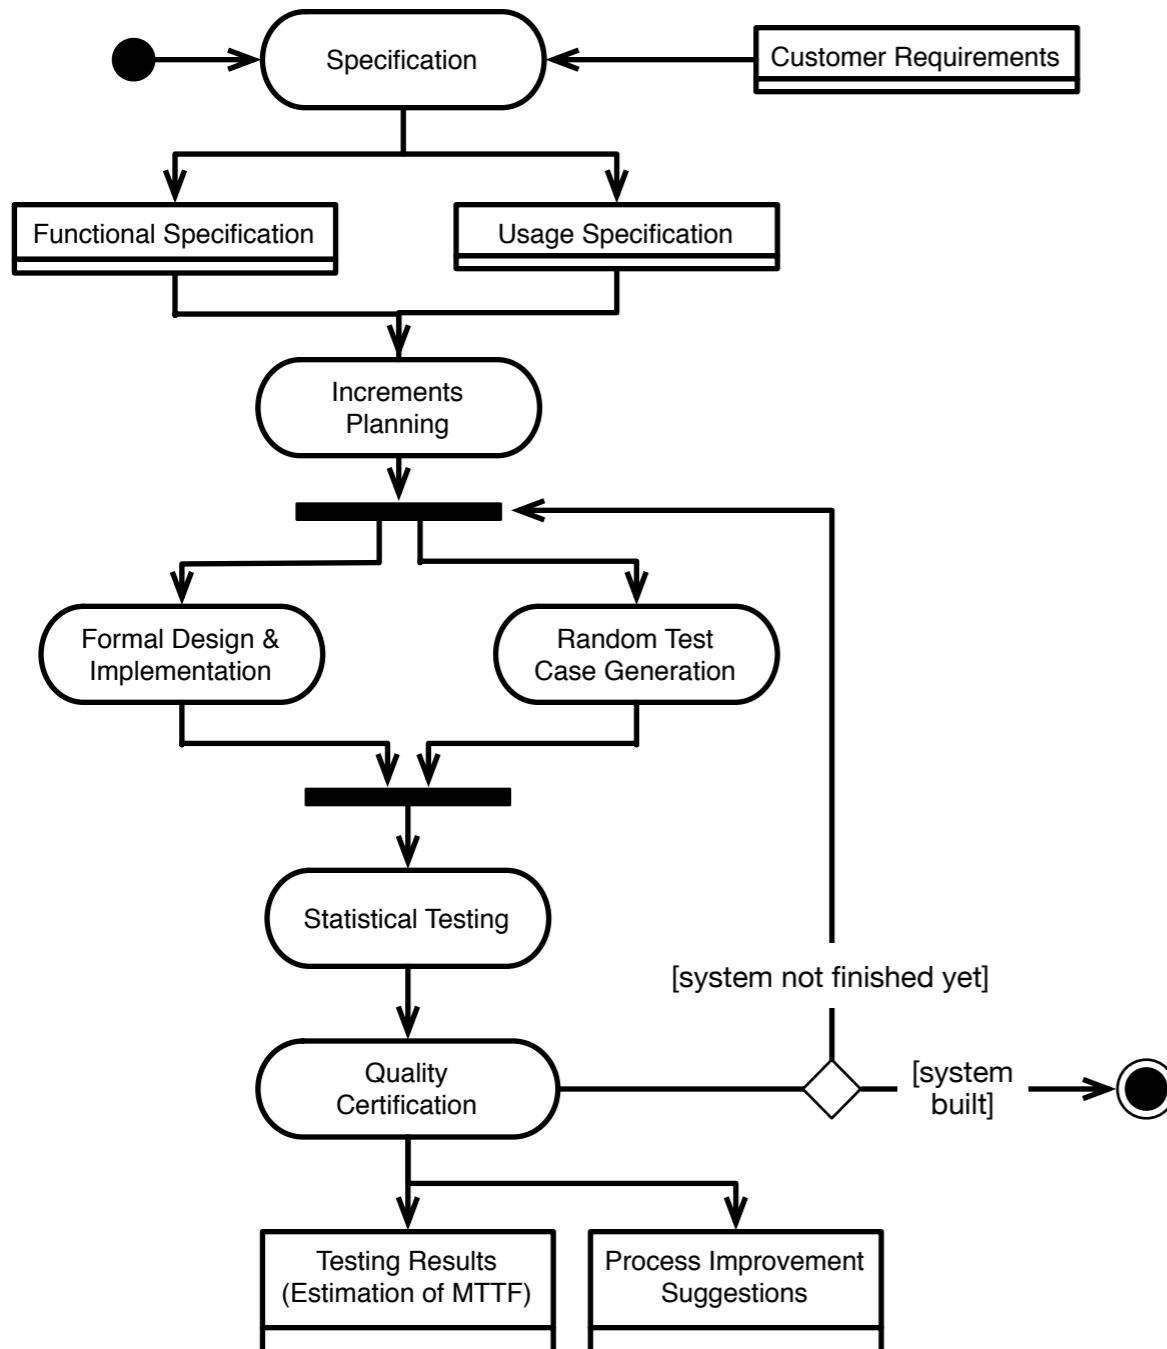 Specification
Customer Requirements
Functional Specification
Usage Specification
Increments
Planning
Formal Design &
Implementation
Random Test
Case Generation
Statistical Testing
[system not finished yet]
Quality
Certification
[system
built]
Testing Results
(Estimation of MTTF)
Process Improvement
Suggestions